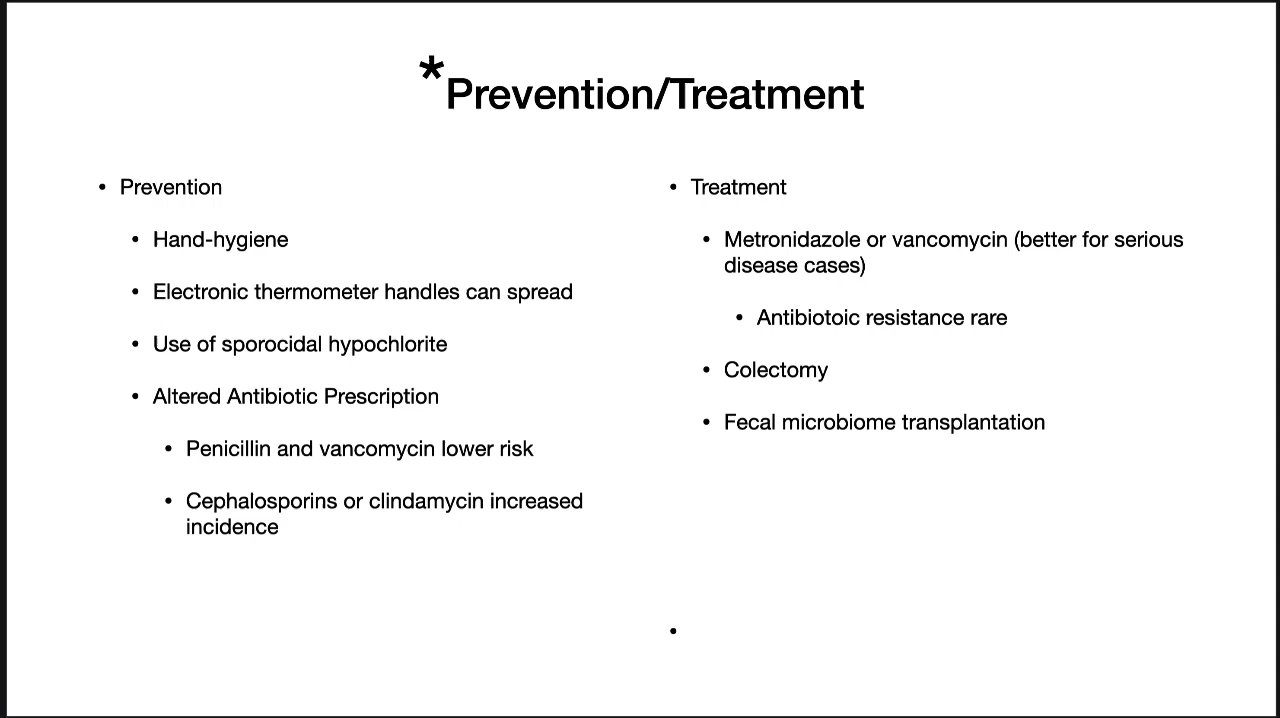 *Prevention/Treatment
• Prevention
• Hand-hygiene
• Electronic thermometer handles can spread
• Use of sporocidal hypochlorite
• Altered Antibiotic Prescription
• Penicillin and vancomycin lower risk
• Cephalosporins or clindamycin increased
incidence
• Treatment
• Metronidazole or vancomycin (better for serious
disease cases)
• Antibiotoic resistance rare
• Colectomy
• Fecal microbiome transplantation
•